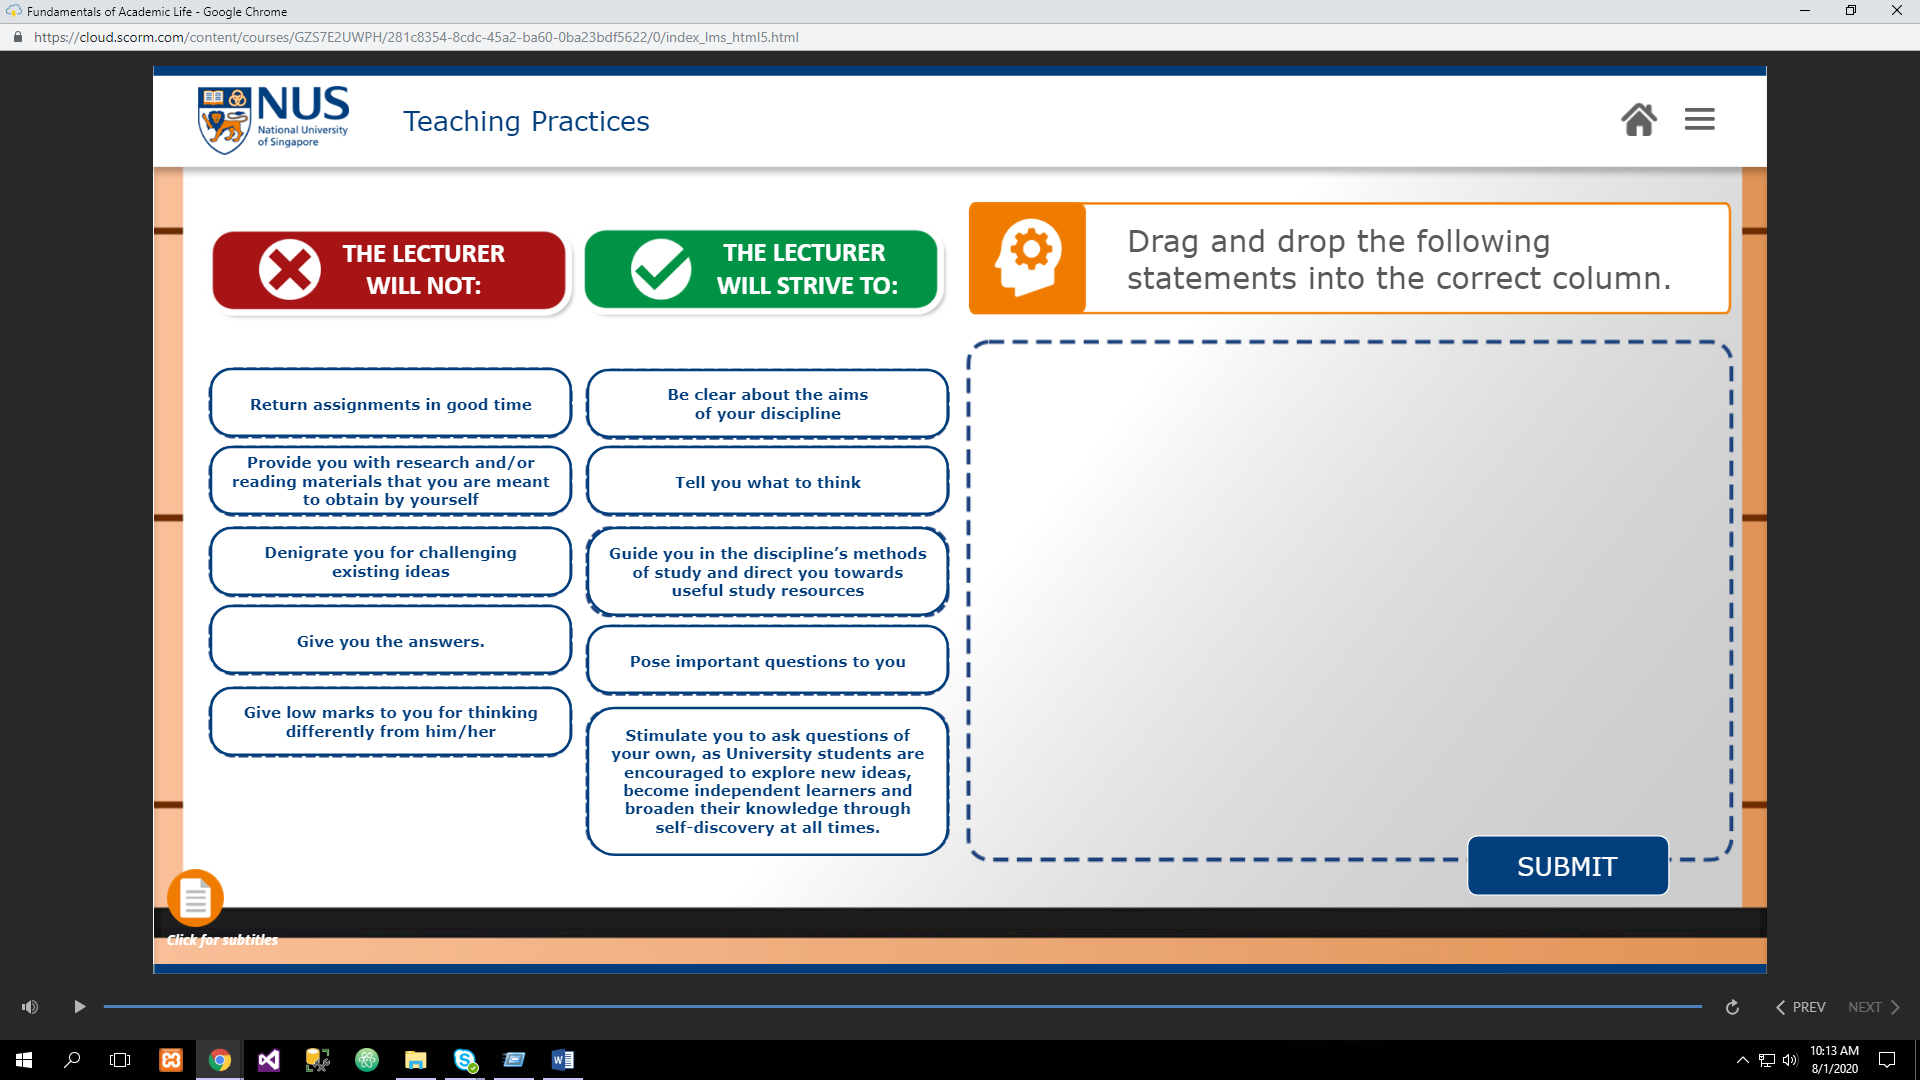 Fundamentals of Academic Life - Google Chrome
https://cloud.scorm.com/content/courses/GZS7E2UWPH/281c8354-8cdc-45a2-ba60-0ba23bdf5622/0/index_lms_html5.html
NUS
National University
of Singapore
Teaching Practices
THE LECTURER
WILL NOT:
THE LECTURER
WILL STRIVE TO:
Drag and drop the following
statements into the correct column.
Return assignments in good time
Provide you with research and/or
reading materials that you are meant
to obtain by yourself
Denigrate you for challenging
existing ideas
Give you the answers.
Give low marks to you for thinking
differently from him/her
Be clear about the aims
of your discipline
Tell you what to think
Guide you in the discipline’s methods
of study and direct you towards
useful study resources
Pose important questions to you
Stimulate you to ask questions of
your own, as University students are
encouraged to explore new ideas,
become independent learners and
broaden their knowledge through
self-discovery at all times.
SUBMIT
Click for subtitles
PREV
NEXT
10:13 AM
8/1/2020